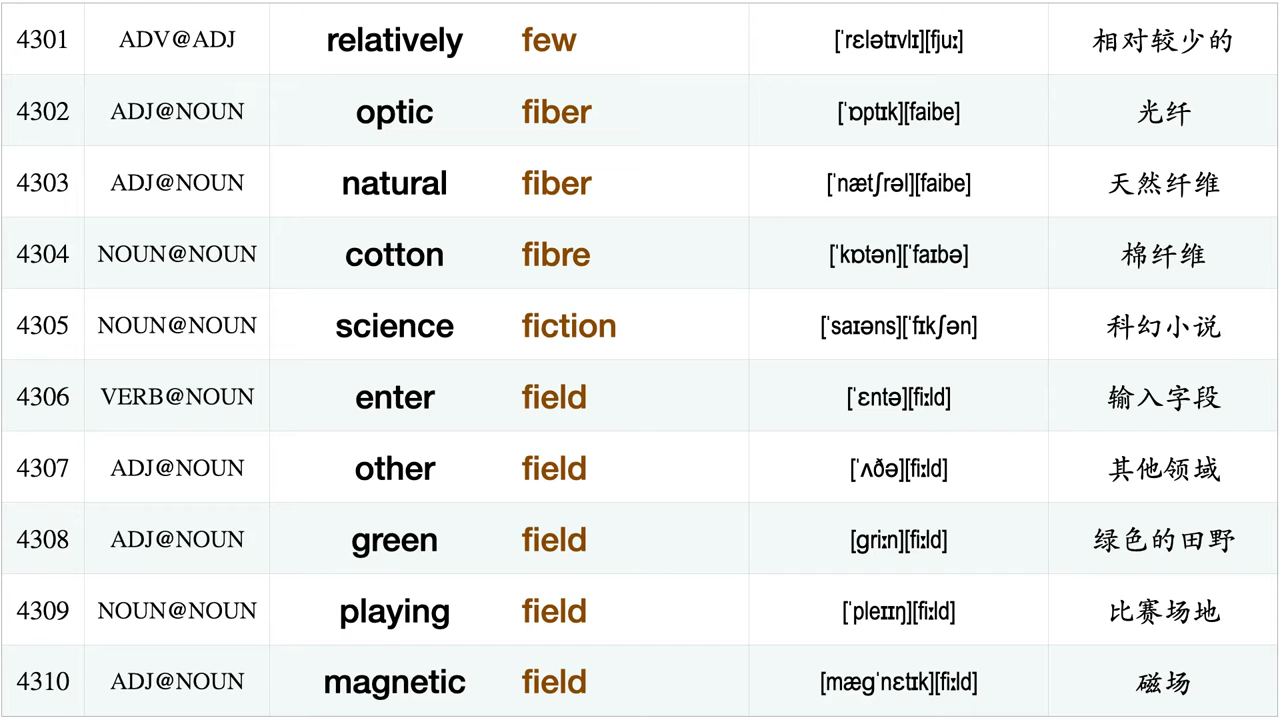 4301 ADV@ADJ relatively few [ˈrɛlətɪvlɪ][fjuː] 相对较少的
4302 ADJ@NOUN optic fiber [ˈɒptɪk][faibe] 光纤
4303 ADJ@NOUN natural fiber [ˈnætʃrəl][faibe] 天然纤维
4304 NOUN@NOUN cotton fibre [ˈkɒtən][ˈfaɪbə] 棉纤维
4305 NOUN@NOUN science fiction [ˈsaɪəns][ˈfɪkʃən] 科幻小说
4306 VERB@NOUN enter field [ˈɛntə][fiːld] 输入字段
4307 ADJ@NOUN other field [ˈʌðə][fiːld] 其他领域
4308 ADJ@NOUN green field [ɡriːn][fiːld] 绿色的田野
4309 NOUN@NOUN playing field [ˈpleɪɪŋ][fiːld] 比赛场地
4310 ADJ@NOUN magnetic field [mæɡˈnɛtɪk][fiːld] 磁场